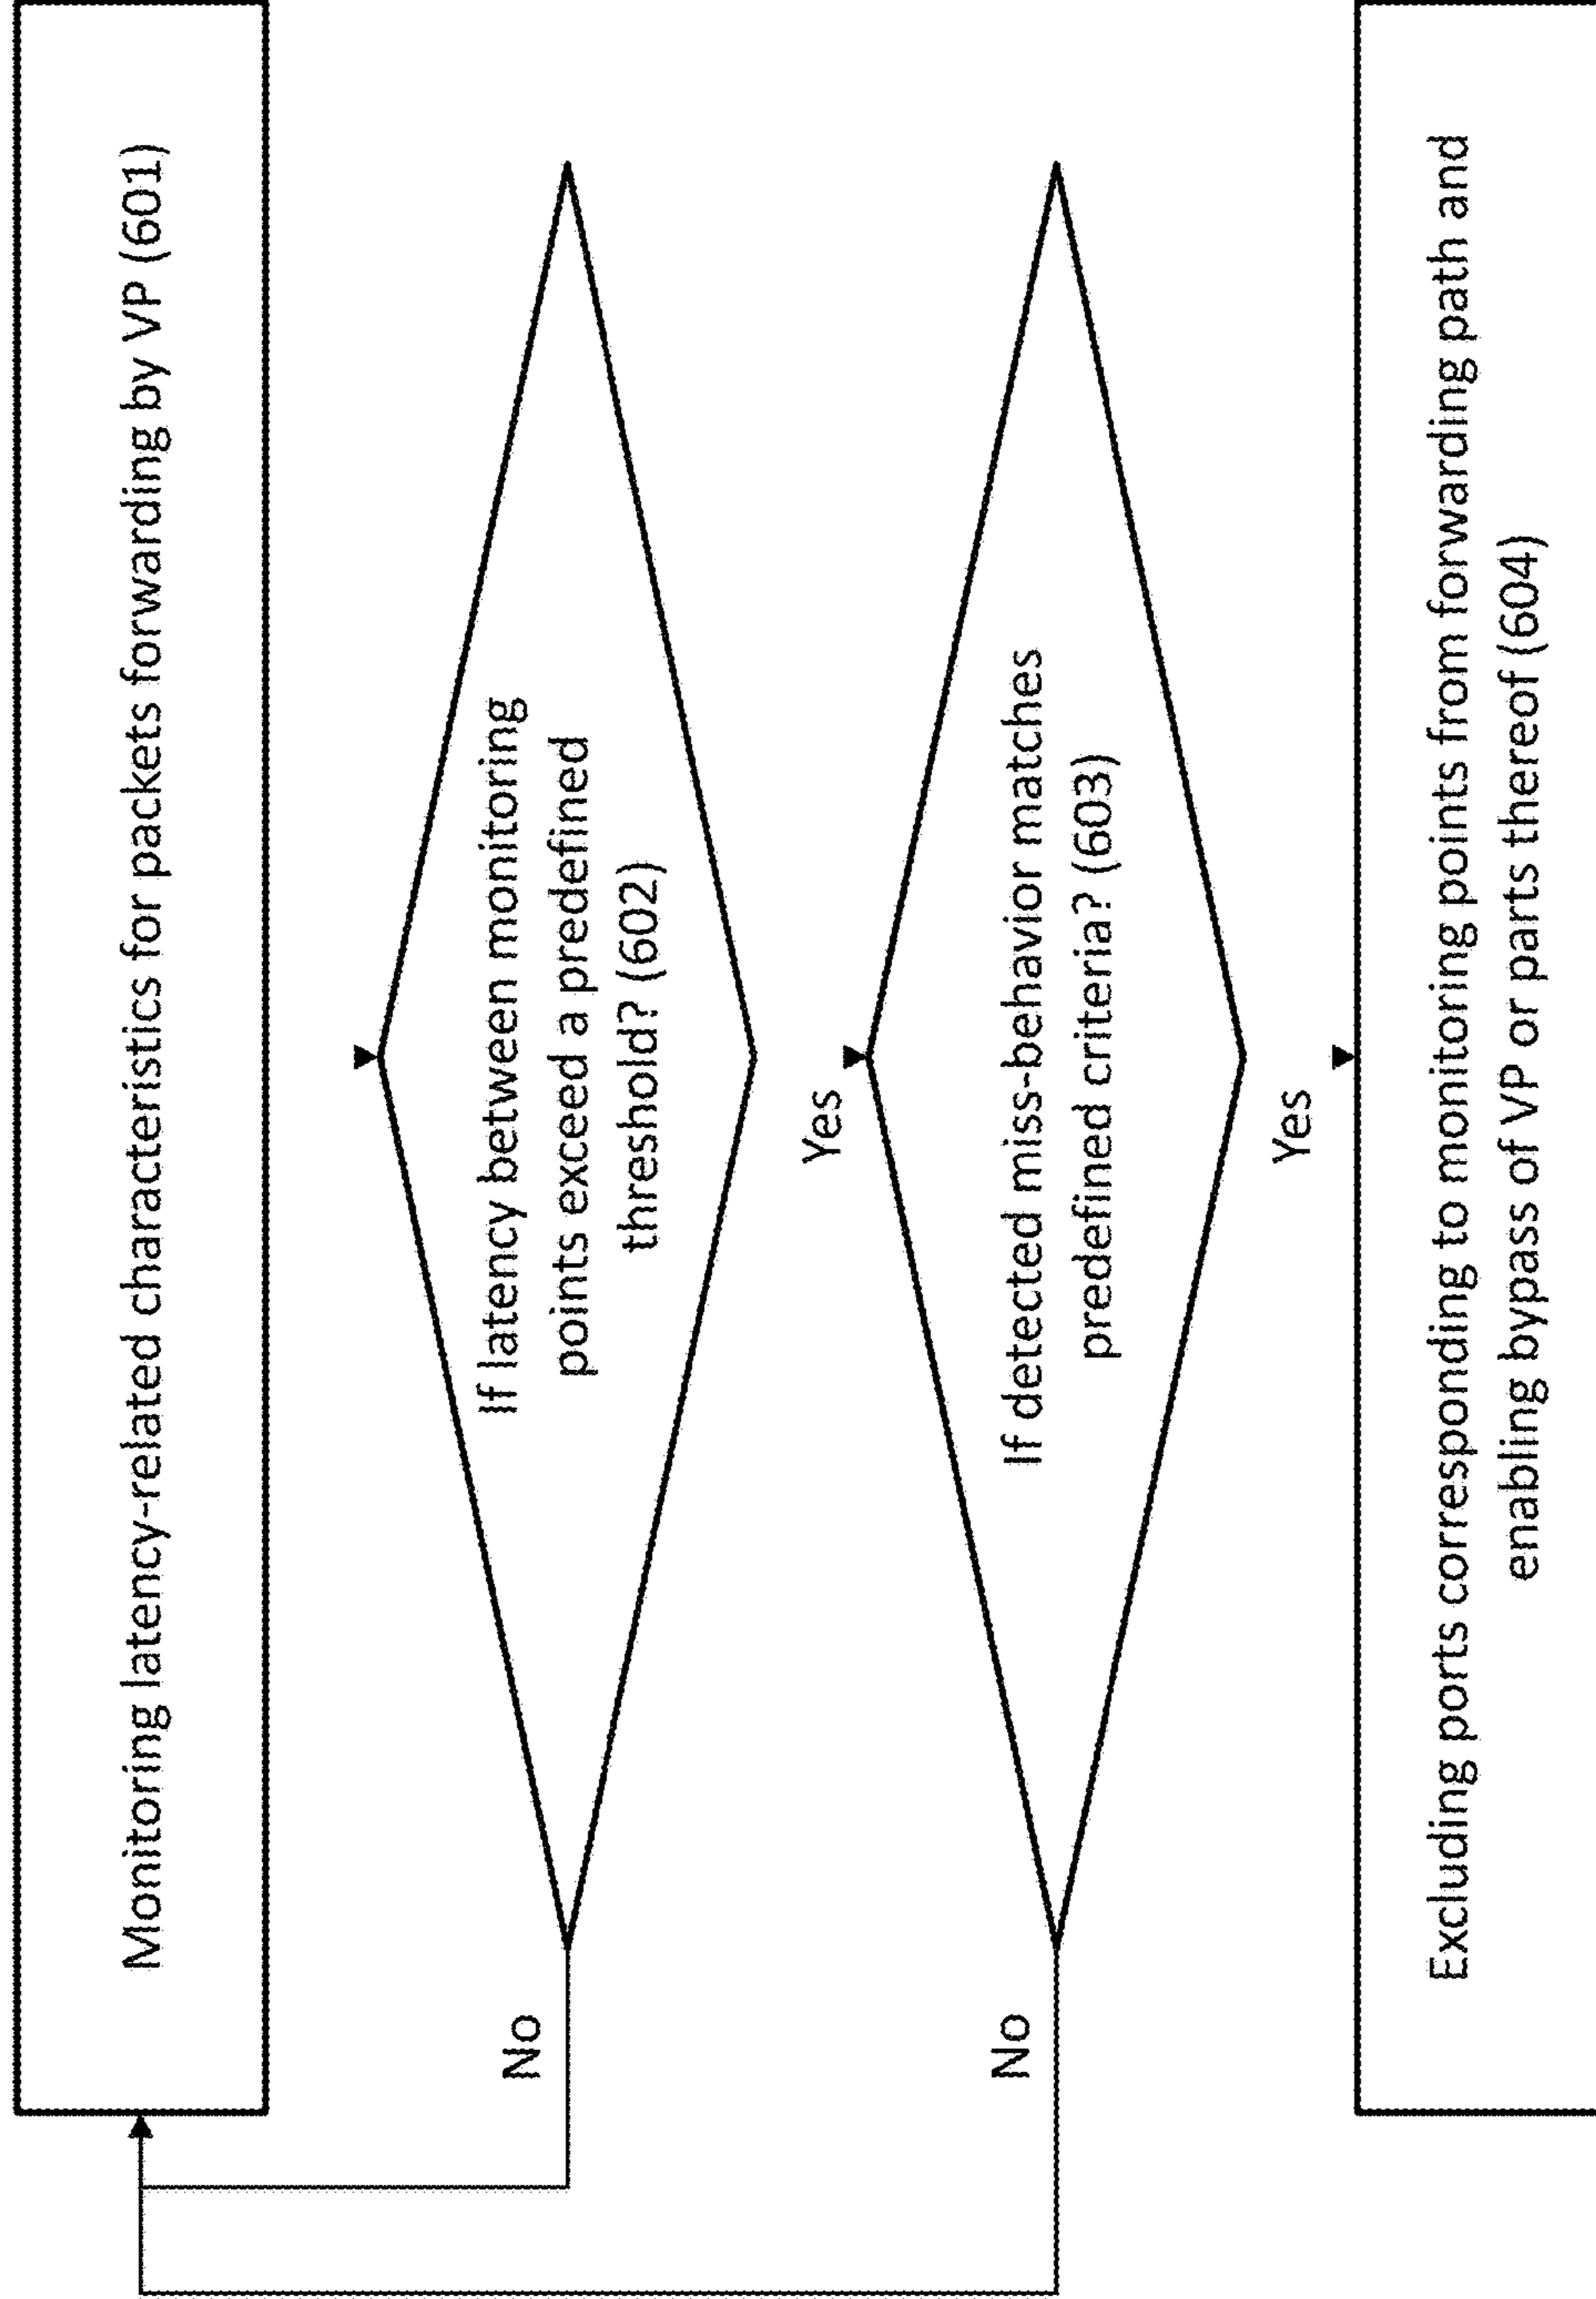 Monitoring latency-related characteristics for packets forwarding by VP (601)
If latency between monitoring
points exceed a predefined
threshold? (602)
No
Yes
If detected miss-behavior matches
predefined criteria? (603)
No
Yes
Excluding ports corresponding to monitoring points from forwarding path and
enabling bypass of VP or parts thereof (604)